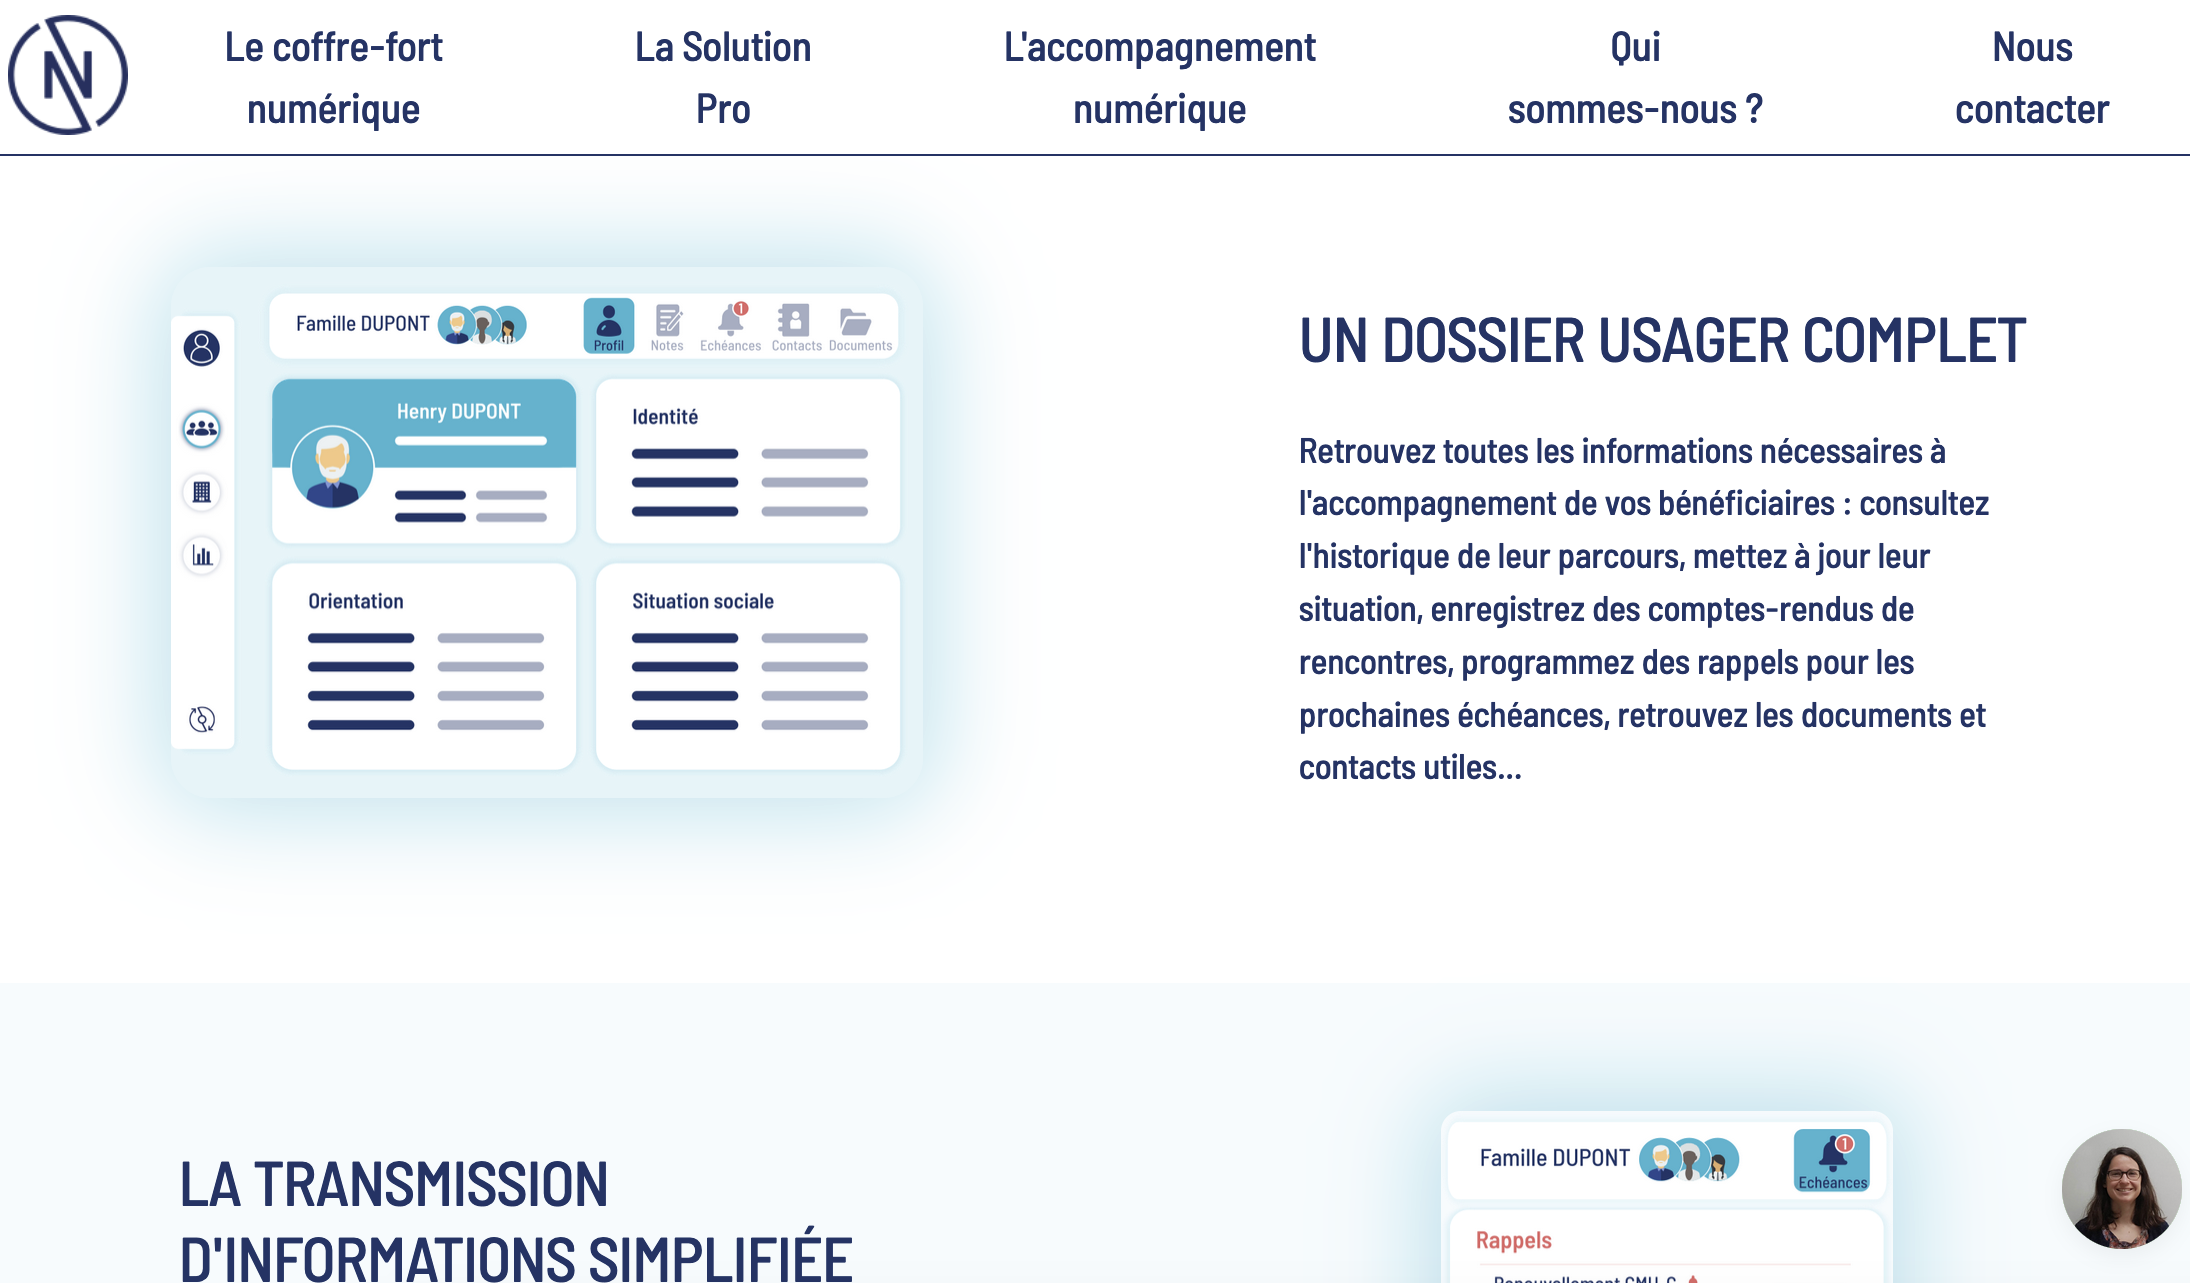 N
Le coffre-fort
numérique
La Solution
Pro
L'accompagnement
numérique
Qui
sommes-nous ?
Nous
contacter
Famille DUPONT
1
Profil
Notes
Echéances
Contacts
Documents
Henry DUPONT
Identité
Orientation
Situation sociale
UN DOSSIER USAGER COMPLET
Retrouvez toutes les informations nécessaires à
l'accompagnement de vos bénéficiaires : consultez
l'historique de leur parcours, mettez à jour leur
situation, enregistrez des comptes-rendus de
rencontres, programmez des rappels pour les
prochaines échéances, retrouvez les documents et
contacts utiles...
LA TRANSMISSION
D'INFORMATIONS SIMPLIFIÉE
Famille DUPONT
1
Echéances
Rappels
Renouvellement CMU-C